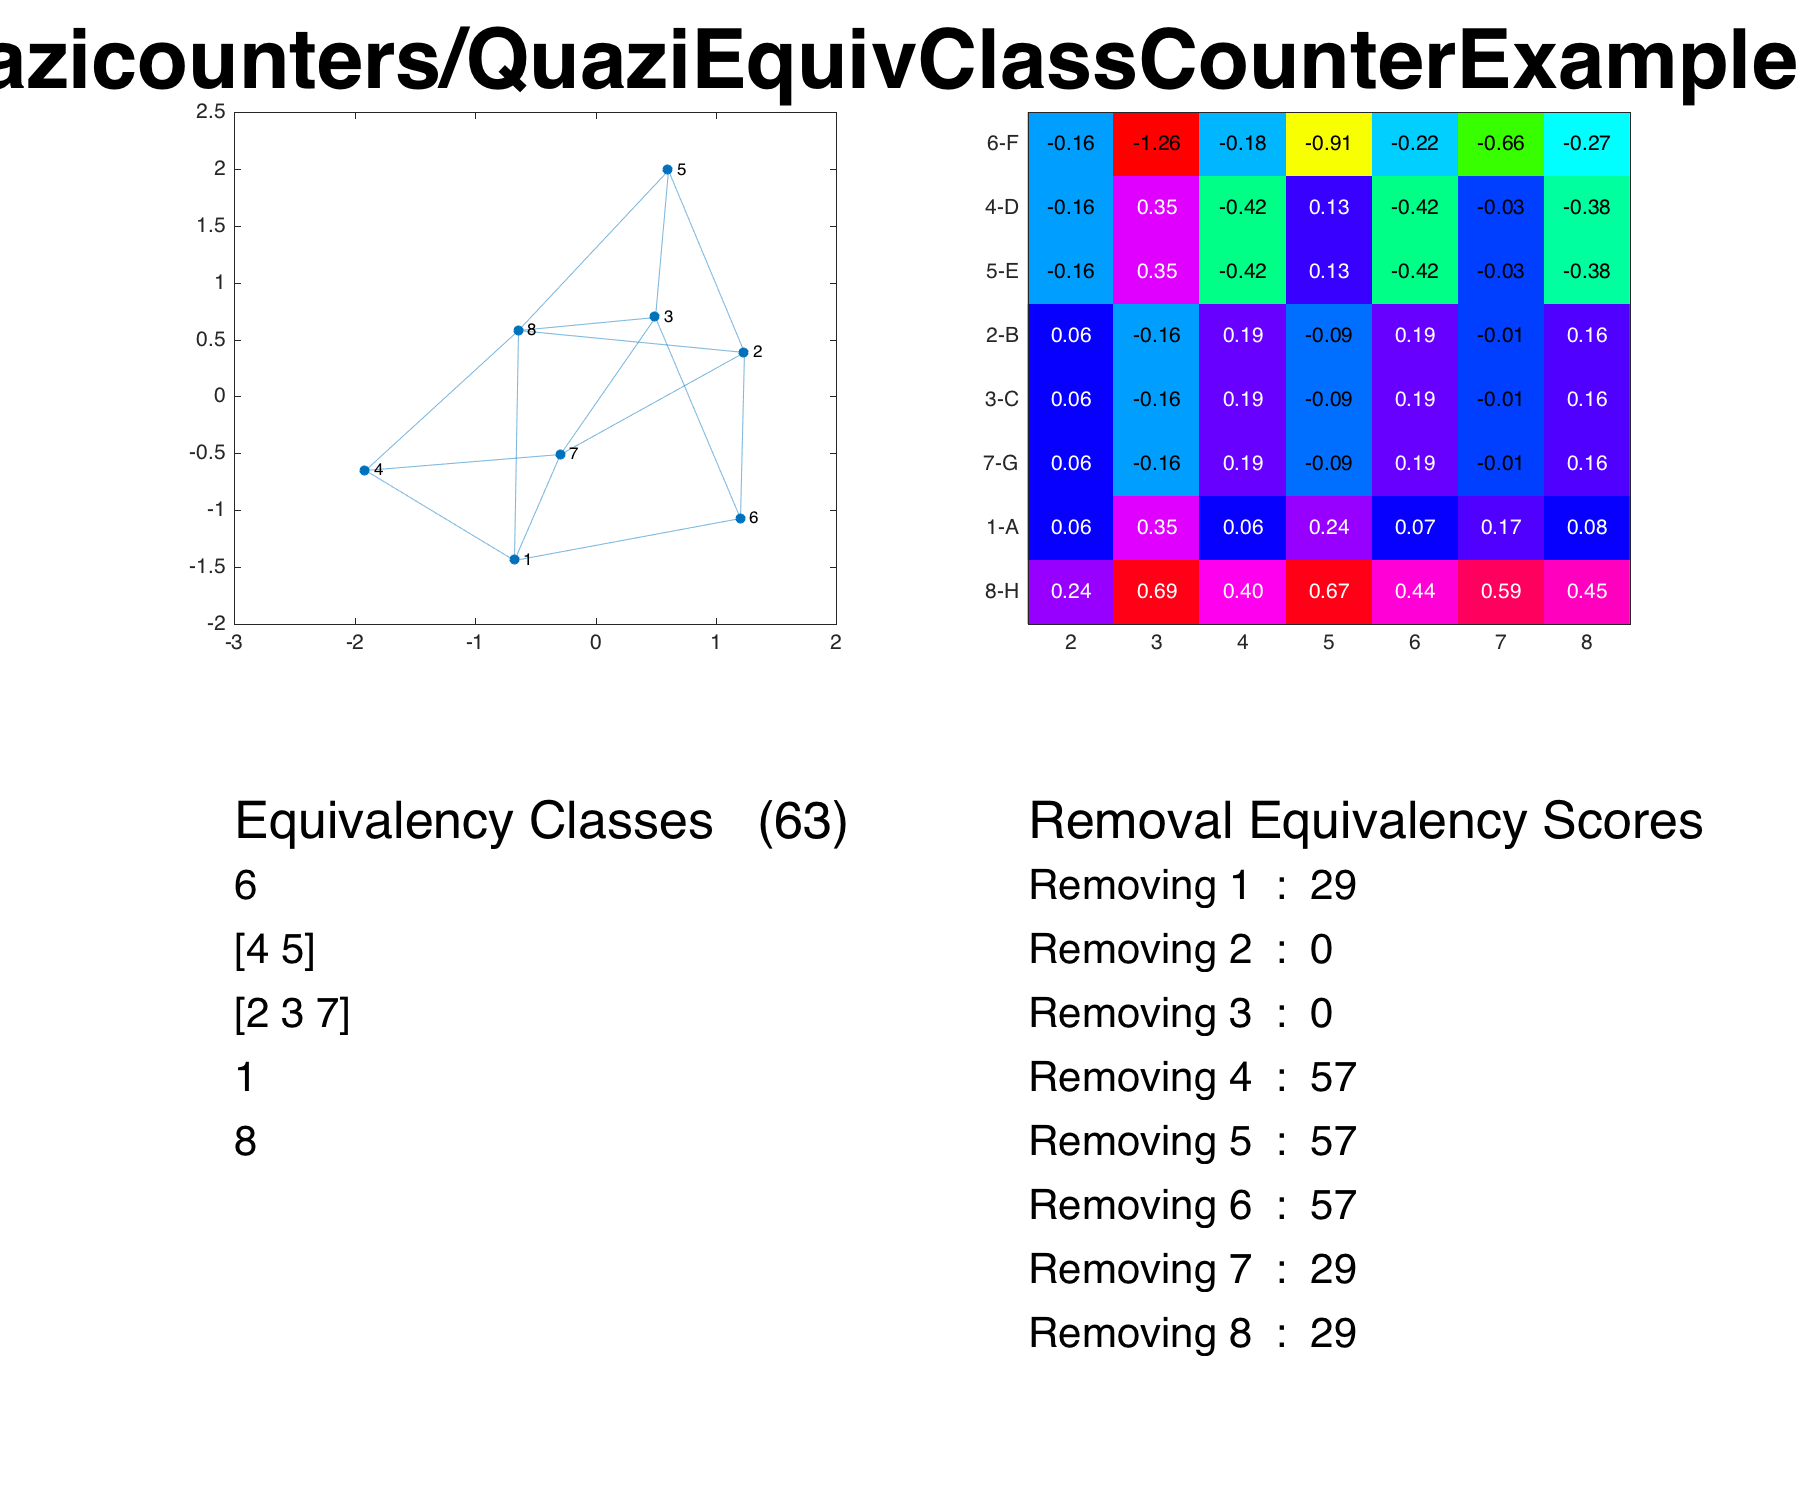 azicounters/QuaziEquivClassCounterExample
2.5
2
1.5
1
0.5
0
-0.5
-1
-1.5
-2
-3 -2 -1 0 1 2
5
3
8
2
7
4
6
1
6-F -0.16 -1.26 -0.18 -0.91 -0.22 -0.66 -0.27
4-D -0.16 0.35 -0.42 0.13 -0.42 -0.03 -0.38
5-E -0.16 0.35 -0.42 0.13 -0.42 -0.03 -0.38
2-B 0.06 -0.16 0.19 -0.09 0.19 -0.01 0.16
3-C 0.06 -0.16 0.19 -0.09 0.19 -0.01 0.16
7-G 0.06 -0.16 0.19 -0.09 0.19 -0.01 0.16
1-A 0.06 0.35 0.06 0.24 0.07 0.17 0.08
8-H 0.24 0.69 0.40 0.67 0.44 0.59 0.45
2 3 4 5 6 7 8
Equivalency Classes (63)
6
[4 5]
[2 3 7]
1
8
Removal Equivalency Scores
Removing 1 : 29
Removing 2 : 0
Removing 3 : 0
Removing 4 : 57
Removing 5 : 57
Removing 6 : 57
Removing 7 : 29
Removing 8 : 29